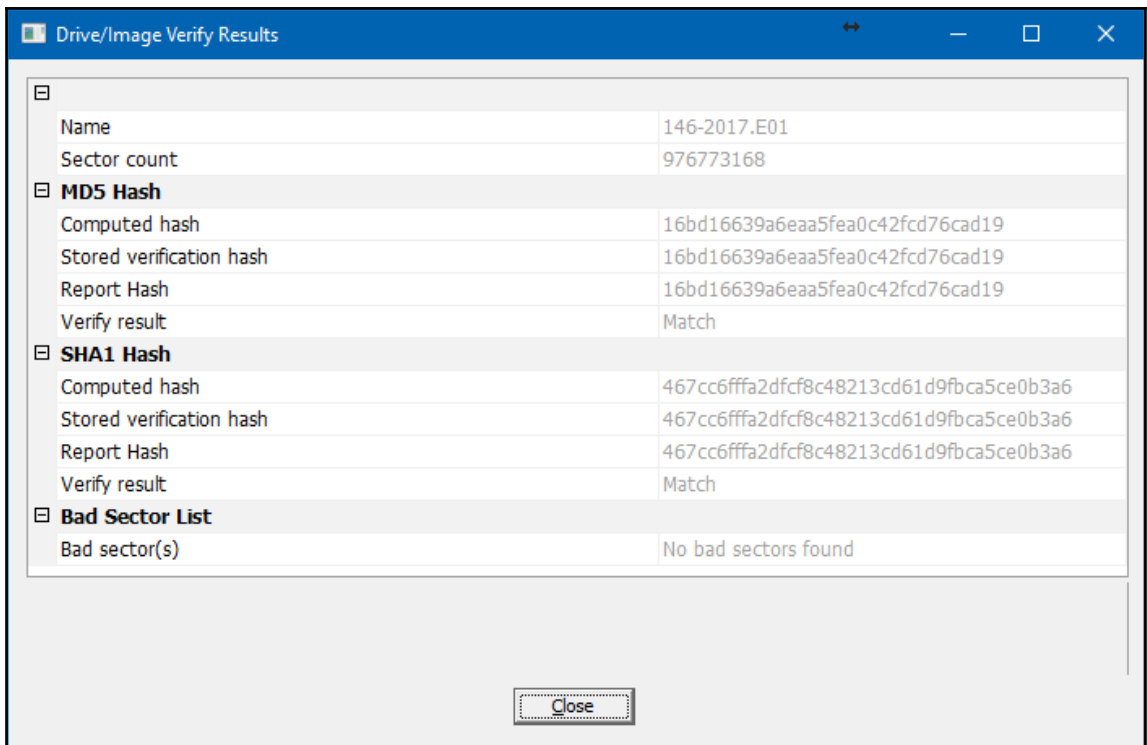 Drive/Image Verify Results
Name 146-2017.E01
Sector count 976773168
MD5 Hash
Computed hash 16bd16639a6eaa5fea0c42fcd76cad19
Stored verification hash 16bd16639a6eaa5fea0c42fcd76cad19
Report Hash 16bd16639a6eaa5fea0c42fcd76cad19
Verify result Match
SHA1 Hash
Computed hash 467cc6fffa2dfcf8c48213cd61d9fbca5ce0b3a6
Stored verification hash 467cc6fffa2dfcf8c48213cd61d9fbca5ce0b3a6
Report Hash 467cc6fffa2dfcf8c48213cd61d9fbca5ce0b3a6
Verify result Match
Bad Sector List
Bad sector(s) No bad sectors found
Close